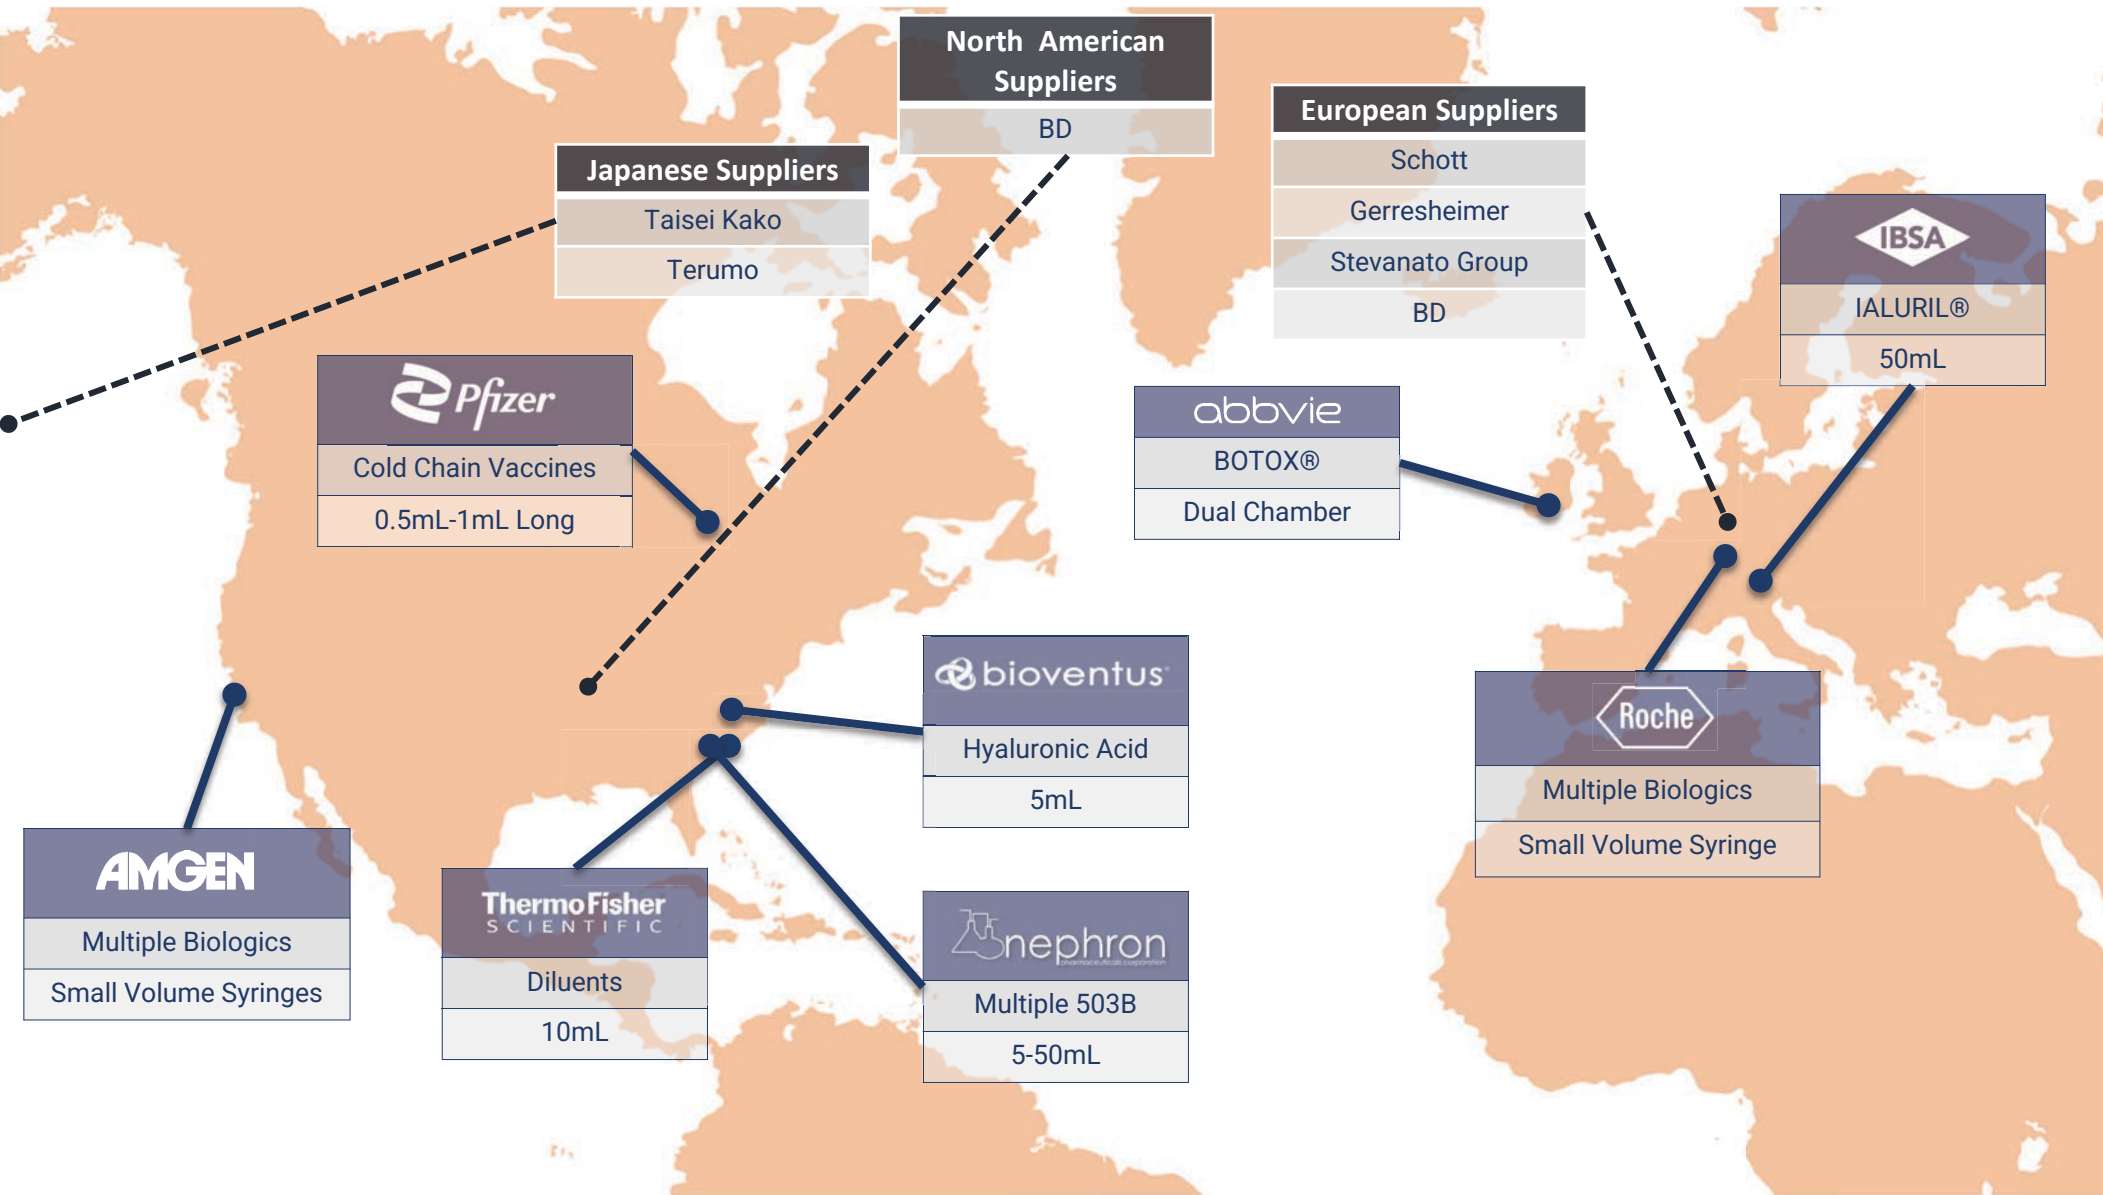 North American
Suppliers
BD
European Suppliers
Schott
Gerresheimer
Stevanato Group
BD
Japanese Suppliers
Taisei Kako
Terumo
IBSA
IALURIL®
50mL
Pfizer
Cold Chain Vaccines
0.5mL-1mL Long
abbvie
BOTOX®
Dual Chamber
bioventus
Hyaluronic Acid
5mL
Roche
Multiple Biologics
Small Volume Syringe
AMGEN
Multiple Biologics
Small Volume Syringes
ThermoFisher
SCIENTIFIC
Diluents
10mL
nephron
pharmaceuticals corporation
Multiple 503B
5-50mL